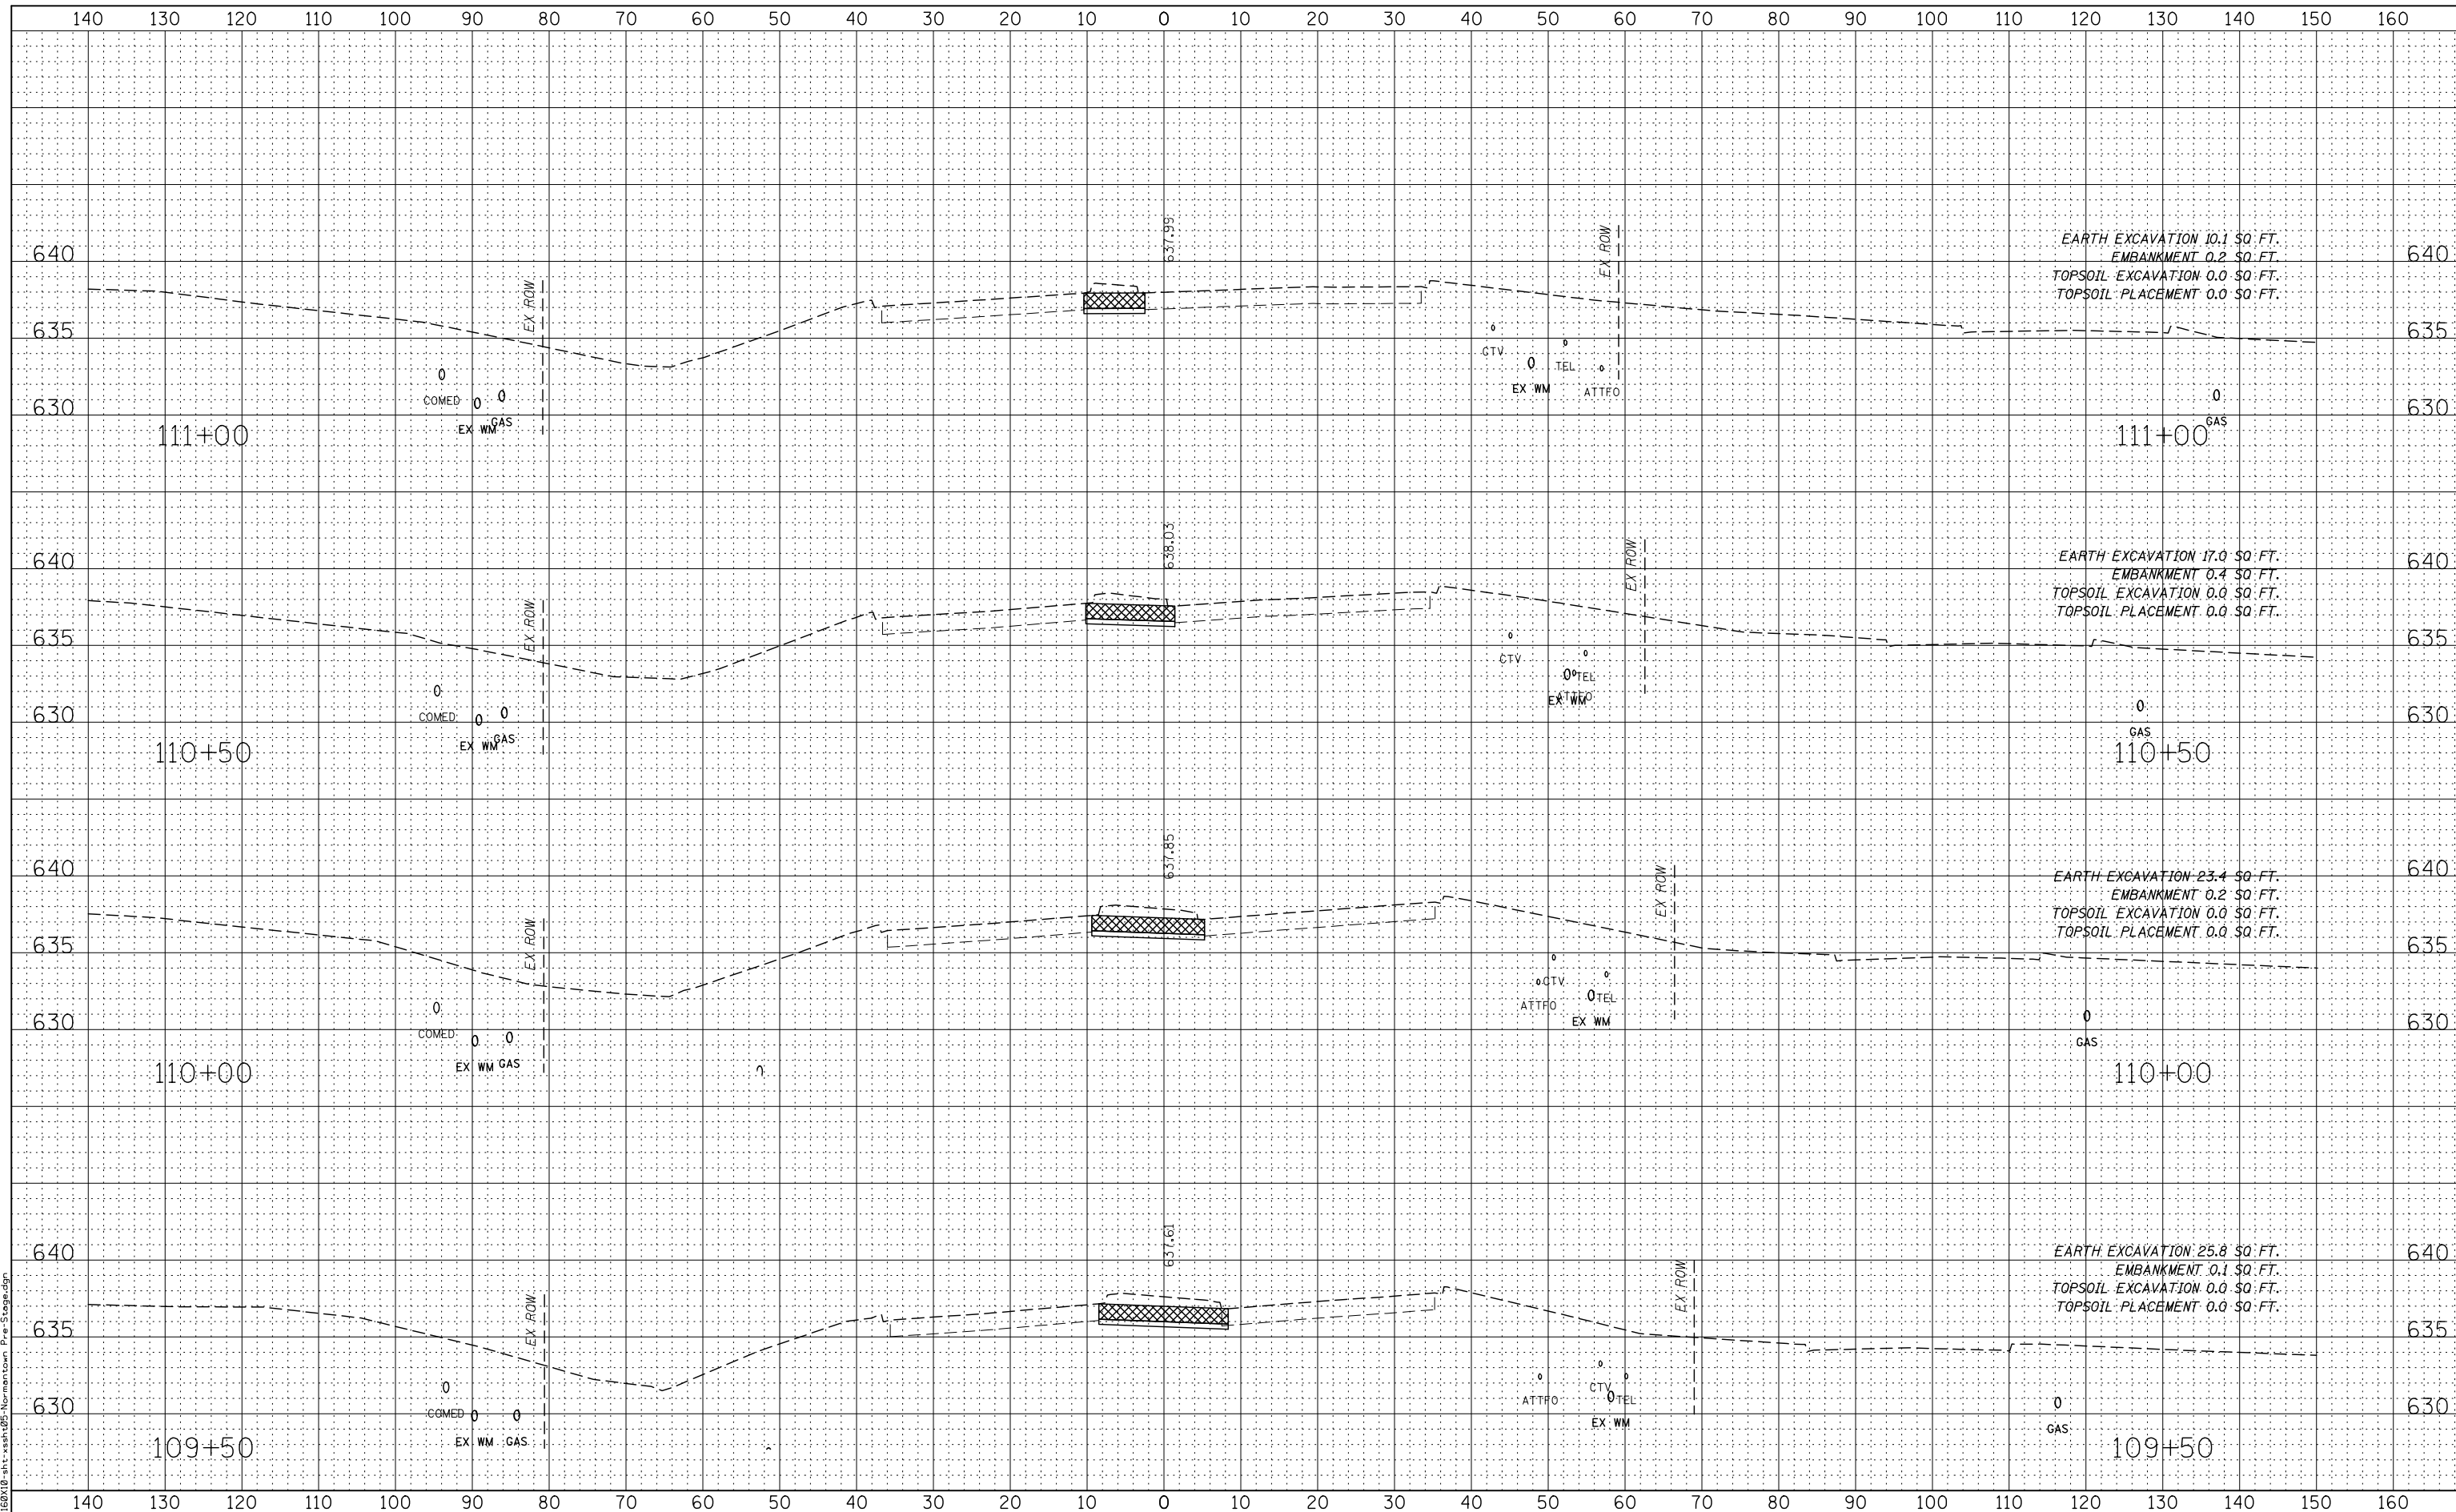 140 130 120 110 100 90 80 70 60 50 40 30 20 10 0 10 20 30 40 50 60 70 80 90 100 110 120 130 140 150 160
637.99
EX ROW
EX ROW
EARTH EXCAVATION 10.1 SQ FT.
EMBANKMENT 0.2 SQ FT.
TOPSOIL EXCAVATION 0.0 SQ FT.
TOPSOIL PLACEMENT 0.0 SQ FT.
640 640
635 635
630 630
CTV
TEL
EX WM
ATTFO
COMED
EX WM
GAS
GAS
111+00 111+00
638.03
EX ROW
EX ROW
EARTH EXCAVATION 17.0 SQ FT.
EMBANKMENT 0.4 SQ FT.
TOPSOIL EXCAVATION 0.0 SQ FT.
TOPSOIL PLACEMENT 0.0 SQ FT.
640 640
635 635
630 630
CTV
TEL
ATTFO
EX WM
COMED
EX WM
GAS
GAS
110+50 110+50
637.85
EX ROW
EX ROW
EARTH EXCAVATION 23.4 SQ FT.
EMBANKMENT 0.2 SQ FT.
TOPSOIL EXCAVATION 0.0 SQ FT.
TOPSOIL PLACEMENT 0.0 SQ FT.
640 640
635 635
630 630
CTV
TEL
ATTFO
EX WM
COMED
EX WM GAS
GAS
110+00 110+00
637.61
EX ROW
EX ROW
EARTH EXCAVATION 25.8 SQ FT.
EMBANKMENT 0.1 SQ FT.
TOPSOIL EXCAVATION 0.0 SQ FT.
TOPSOIL PLACEMENT 0.0 SQ FT.
640 640
635 635
630 630
CTV
ATTFO
TEL
EX WM
COMED
EX WM GAS
GAS
109+50 109+50
160X10-sht-xssht05-Normantown Pre-Stage.dgn
140 130 120 110 100 90 80 70 60 50 40 30 20 10 0 10 20 30 40 50 60 70 80 90 100 110 120 130 140 150 160